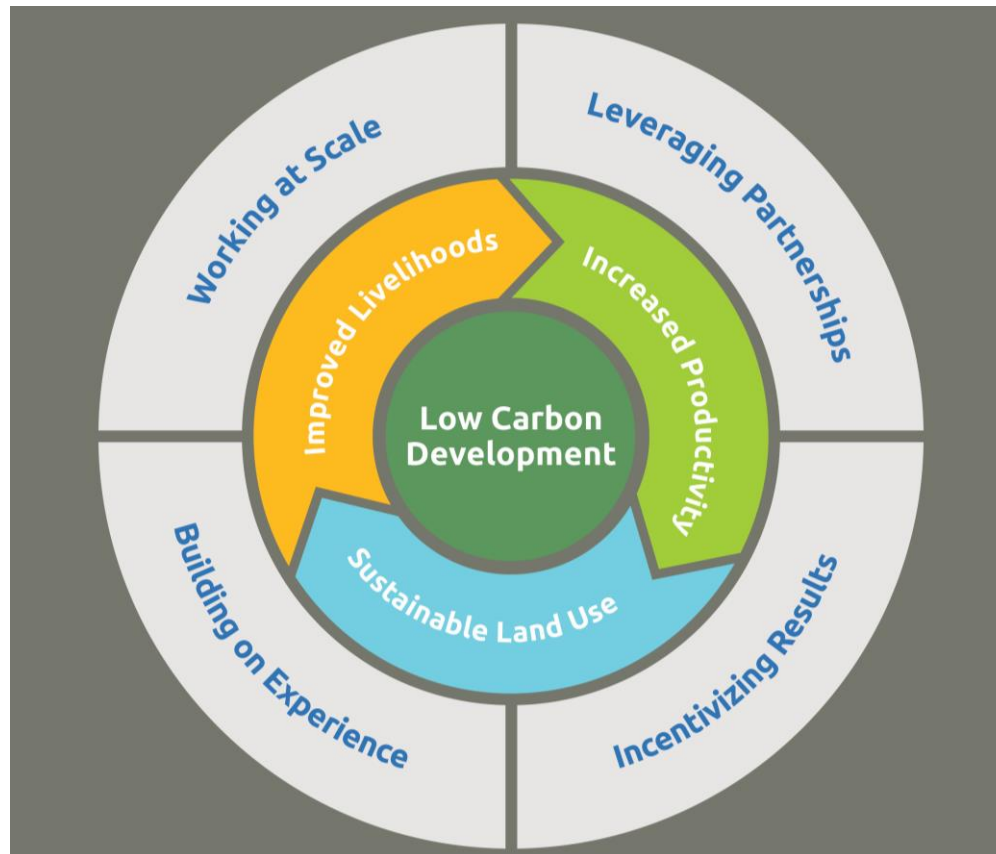 Working at Scale
Leveraging Partnerships
Improved Livelihoods
Increased Productivity
Low Carbon
Development
Sustainable Land Use
Building on Experience
Incentivizing Results